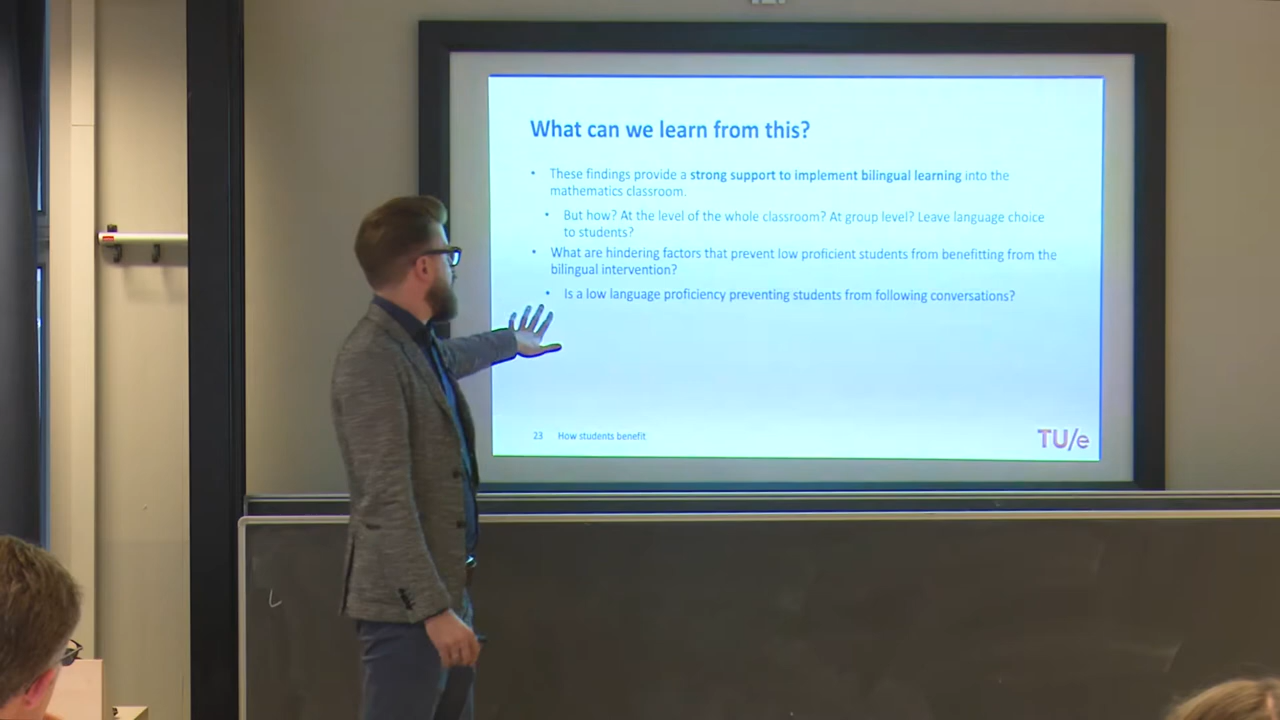 What can we learn from this?
• These findings provide a strong support to implement bilingual learning into the
mathematics classroom.
• But how? At the level of the whole classroom? At group level? Leave language choice
to students?
• What are hindering factors that prevent low proficient students from benefitting from the
bilingual intervention?
• Is a low language proficiency preventing students from following conversations?
23 How students benefit
TU/e